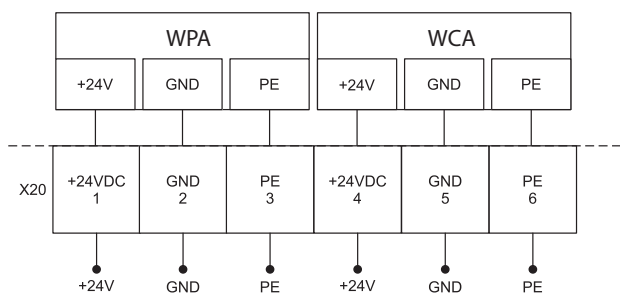 WPA WCA
+24V GND PE +24V GND PE
X20
+24VDC GND PE +24VDC GND PE
1 2 3 4 5 6
+24V GND PE +24V GND PE